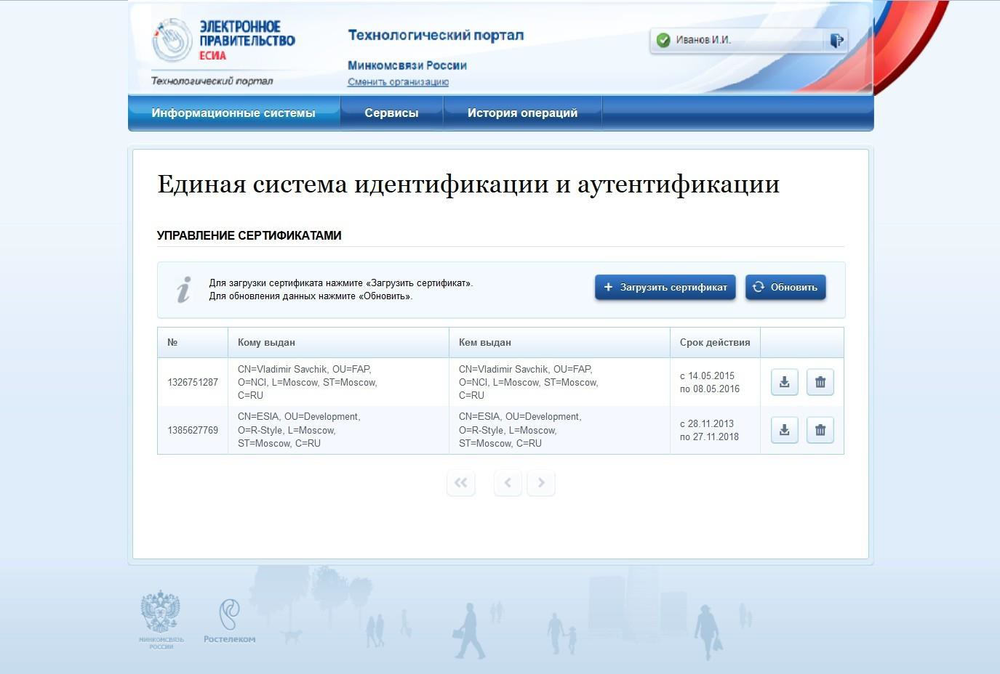 ЭЛЕКТРОННОЕ
ПРАВИТЕЛЬСТВО
ЕСИА
Технологический портал
Технологический портал
Минкомсвязи России
Сменить организацию
Иванов И.И.
Информационные системы
Сервисы
История операций
Единая система идентификации и аутентификации
УПРАВЛЕНИЕ СЕРТИФИКАТАМИ
Для загрузки сертификата нажмите «Загрузить сертификат».
Для обновления данных нажмите «Обновить».
Загрузить сертификат
Обновить
№
Кому выдан
Кем выдан
Срок действия
1326751287
CN=Vladimir Savchik, OU=FAP,
O=NCI, L=Moscow, ST=Moscow,
C=RU
CN=Vladimir Savchik, OU=FAP,
O=NCI, L=Moscow, ST=Moscow,
C=RU
с 14.05.2015
по 08.05.2016
1385627769
CN=ESIA, OU=Development,
O=R-Style, L=Moscow,
ST=Moscow, C=RU
CN=ESIA, OU=Development,
O=R-Style, L=Moscow,
ST=Moscow, C=RU
с 28.11.2013
по 27.11.2018
МИНКОМСВЯЗЬ
РОССИИ
Ростелеком